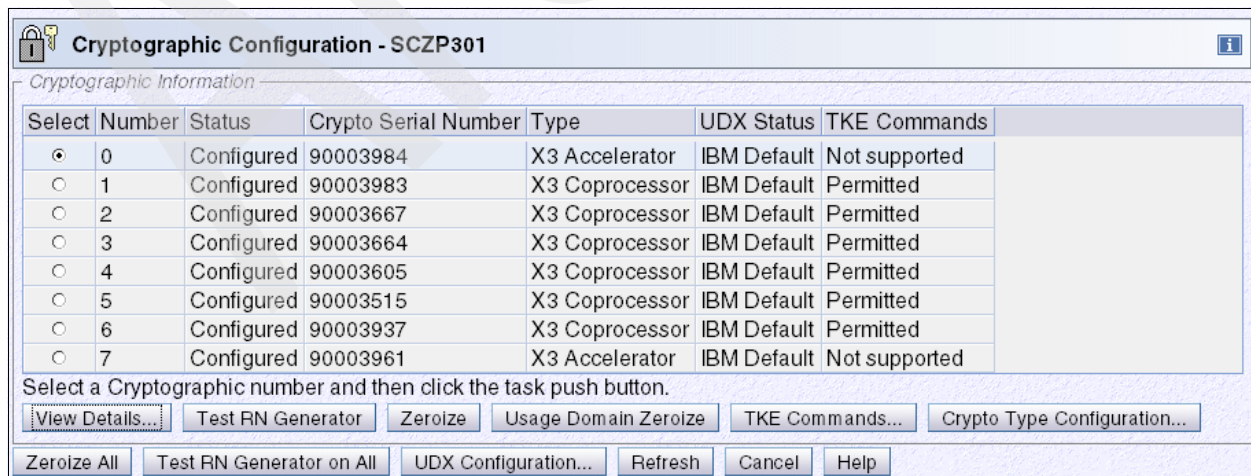 Cryptographic Configuration - SCZP301
i
Cryptographic Information
Select Number Status Crypto Serial Number Type UDX Status TKE Commands
0 Configured 90003984 X3 Accelerator IBM Default Not supported
1 Configured 90003983 X3 Coprocessor IBM Default Permitted
2 Configured 90003667 X3 Coprocessor IBM Default Permitted
3 Configured 90003664 X3 Coprocessor IBM Default Permitted
4 Configured 90003605 X3 Coprocessor IBM Default Permitted
5 Configured 90003515 X3 Coprocessor IBM Default Permitted
6 Configured 90003937 X3 Coprocessor IBM Default Permitted
7 Configured 90003961 X3 Accelerator IBM Default Not supported
Select a Cryptographic number and then click the task push button.
View Details... Test RN Generator Zeroize Usage Domain Zeroize TKE Commands... Crypto Type Configuration...
Zeroize All Test RN Generator on All UDX Configuration... Refresh Cancel Help